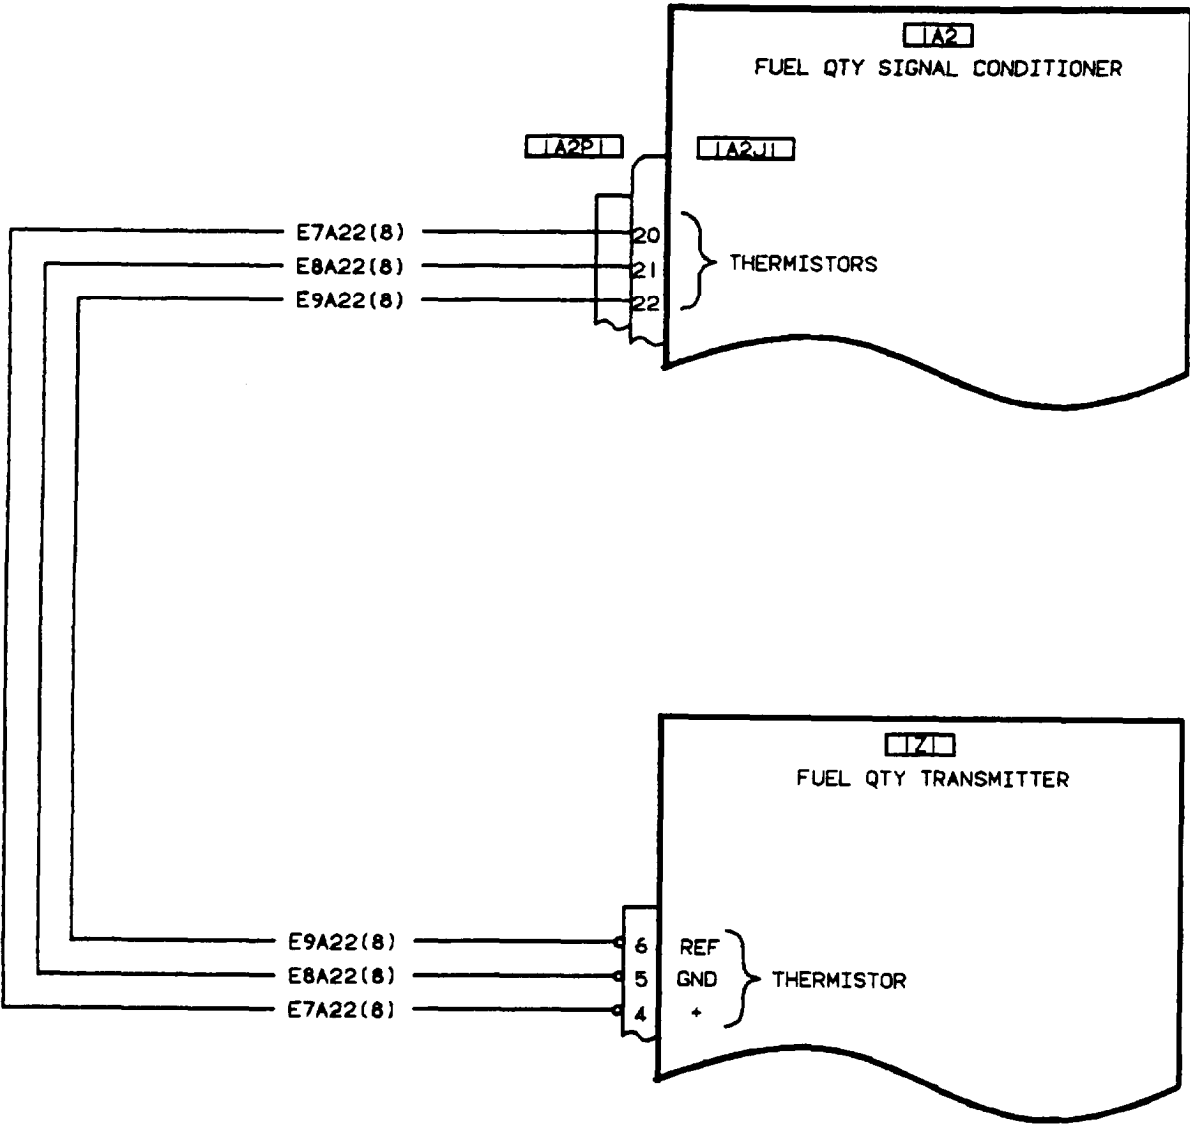 1A2
FUEL QTY SIGNAL CONDITIONER
1A2P1
1A2J1
E7A22(8)
20
E8A22(8)
21
THERMISTORS
E9A22(8)
22
1Z1
FUEL QTY TRANSMITTER
E9A22(8)
6 REF
E8A22(8)
5 GND
THERMISTOR
E7A22(8)
4 +